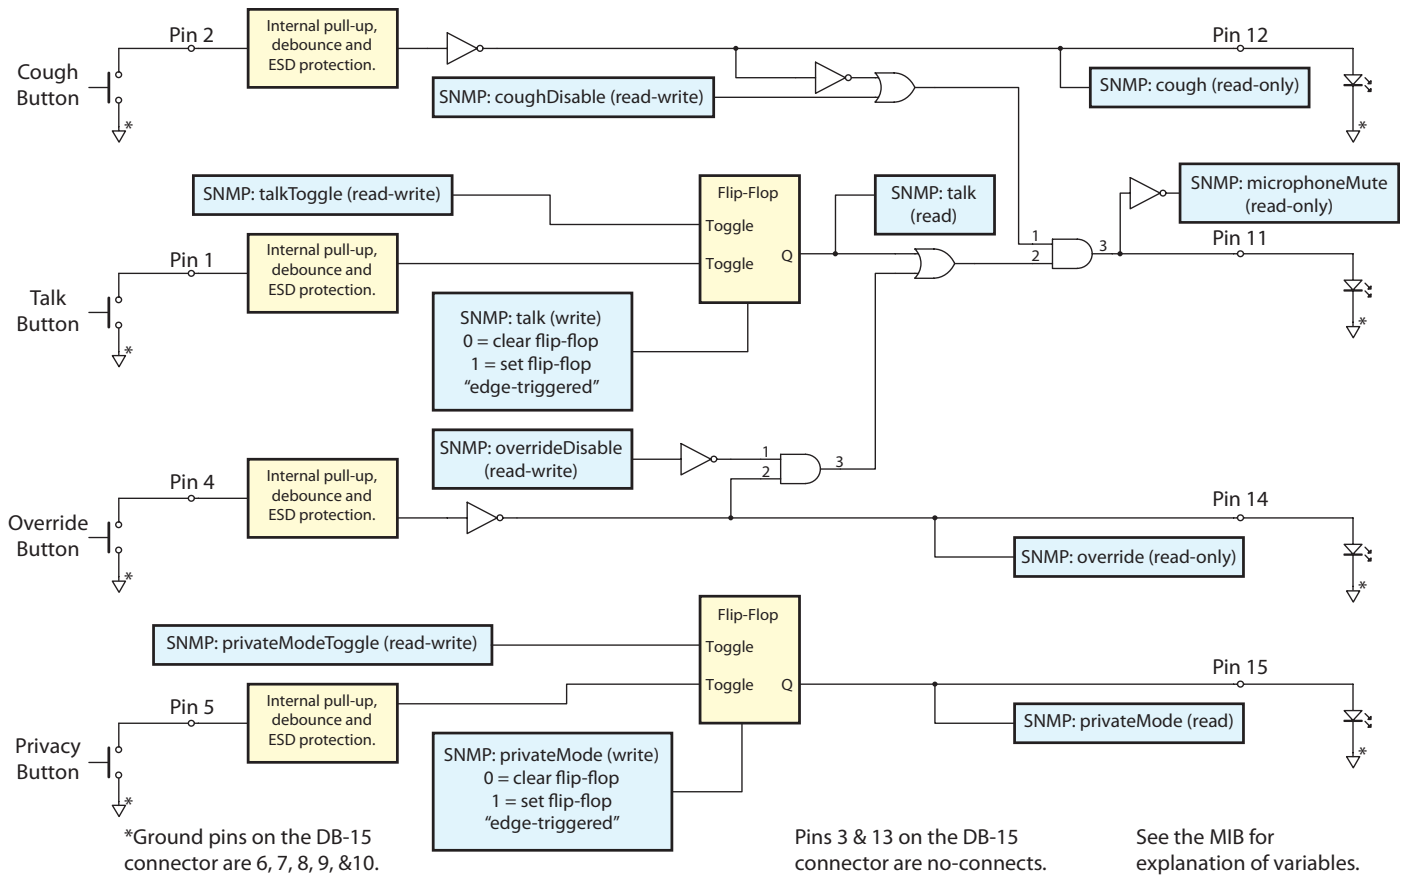 Pin 2
Internal pull-up,
debounce and
ESD protection.
Pin 12
Cough
Button
SNMP: coughDisable (read-write)
SNMP: cough (read-only)
*
*
SNMP: talkToggle (read-write)
Flip-Flop
Toggle
Toggle
Q
SNMP: talk
(read)
SNMP: microphoneMute
(read-only)
1
2
3
Pin 11
Pin 1
Internal pull-up,
debounce and
ESD protection.
Talk
Button
*
*
SNMP: talk (write)
0 = clear flip-flop
1 = set flip-flop
“edge-triggered”
SNMP: overrideDisable
(read-write)
1
2
3
Pin 4
Internal pull-up,
debounce and
ESD protection.
Pin 14
Override
Button
SNMP: override (read-only)
*
*
SNMP: privateModeToggle (read-write)
Flip-Flop
Toggle
Toggle
Q
Pin 15
Pin 5
Internal pull-up,
debounce and
ESD protection.
SNMP: privateMode (read)
Privacy
Button
*
*
SNMP: privateMode (write)
0 = clear flip-flop
1 = set flip-flop
“edge-triggered”
*Ground pins on the DB-15
connector are 6, 7, 8, 9, &10.
Pins 3 & 13 on the DB-15
connector are no-connects.
See the MIB for
explanation of variables.